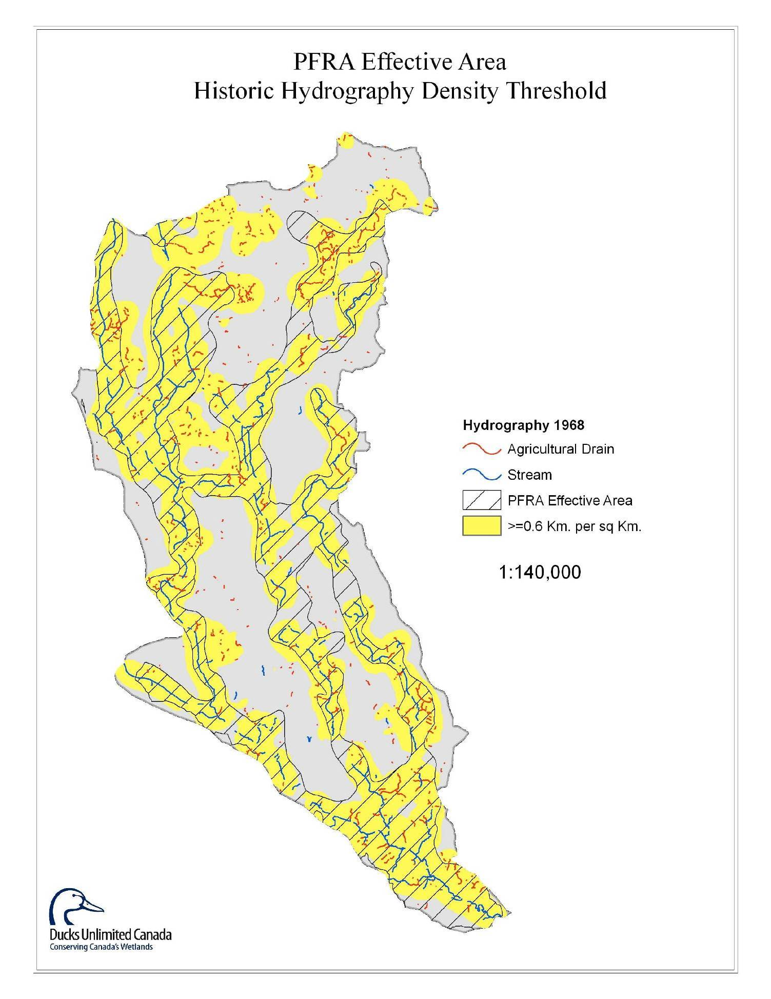 PFRA Effective Area
Historic Hydrography Density Threshold
Hydrography 1968
Agricultural Drain
Stream
PFRA Effective Area
>=0.6 Km. per sq Km.
1:140,000
Ducks Unlimited Canada
Conserving Canada's Wetlands